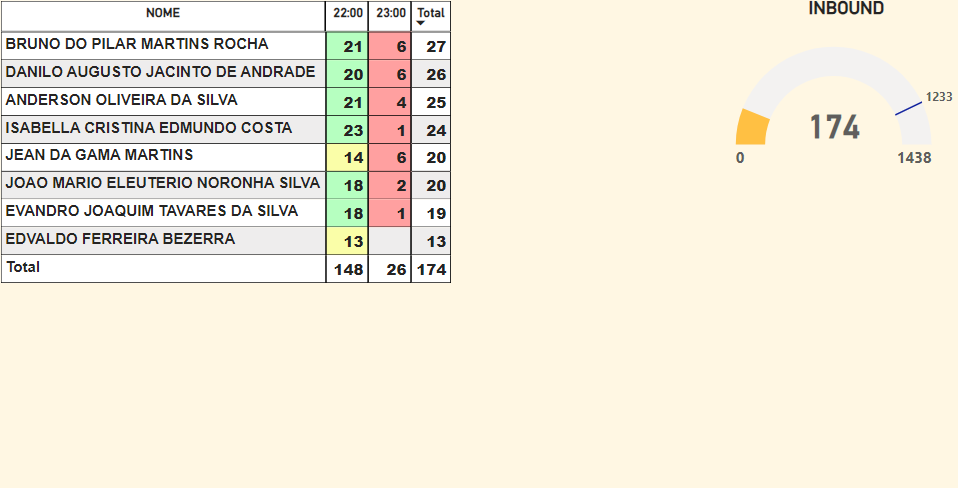 NOME 22:00 23:00 Total
BRUNO DO PILAR MARTINS ROCHA 21 6 27
DANILO AUGUSTO JACINTO DE ANDRADE 20 6 26
ANDERSON OLIVEIRA DA SILVA 21 4 25
ISABELLA CRISTINA EDMUNDO COSTA 23 1 24
JEAN DA GAMA MARTINS 14 6 20
JOAO MARIO ELEUTERIO NORONHA SILVA 18 2 20
EVANDRO JOAQUIM TAVARES DA SILVA 18 1 19
EDVALDO FERREIRA BEZERRA 13 13
Total 148 26 174
INBOUND
1233
174
0 1438